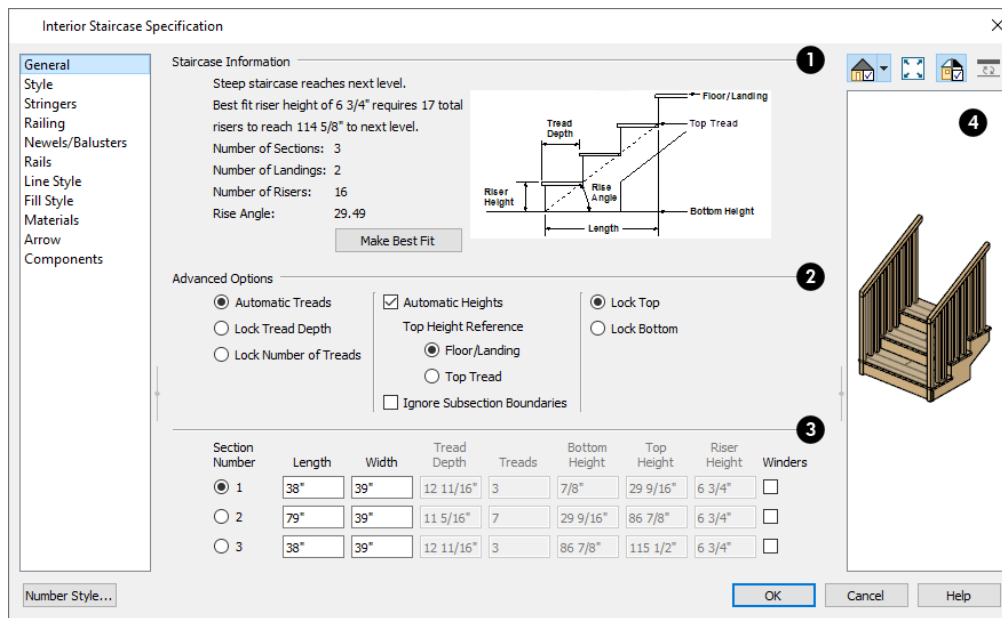 Interior Staircase Specification
General
Style
Stringers
Railing
Newels/Balusters
Rails
Line Style
Fill Style
Materials
Arrow
Components
Number Style...
Staircase Information
1
Steep staircase reaches next level.
Best fit riser height of 6 3/4" requires 17 total
risers to reach 114 5/8" to next level.
Number of Sections: 3
Number of Landings: 2
Number of Risers: 16
Rise Angle: 29.49
Make Best Fit
Floor/Landing
Tread
Depth
Top Tread
Riser
Height
Rise
Angle
Bottom Height
Length
Advanced Options
2
Automatic Treads
Lock Tread Depth
Lock Number of Treads
Automatic Heights
Top Height Reference
Floor/Landing
Top Tread
Ignore Subsection Boundaries
Lock Top
Lock Bottom
3
Section Number Length Width Tread Depth Treads Bottom Height Top Height Riser Height Winders
1 38" 39" 12 11/16" 3 7/8" 29 9/16" 6 3/4"
2 79" 39" 11 5/16" 7 29 9/16" 86 7/8" 6 3/4"
3 38" 39" 12 11/16" 3 86 7/8" 115 1/2" 6 3/4"
4
OK
Cancel
Help